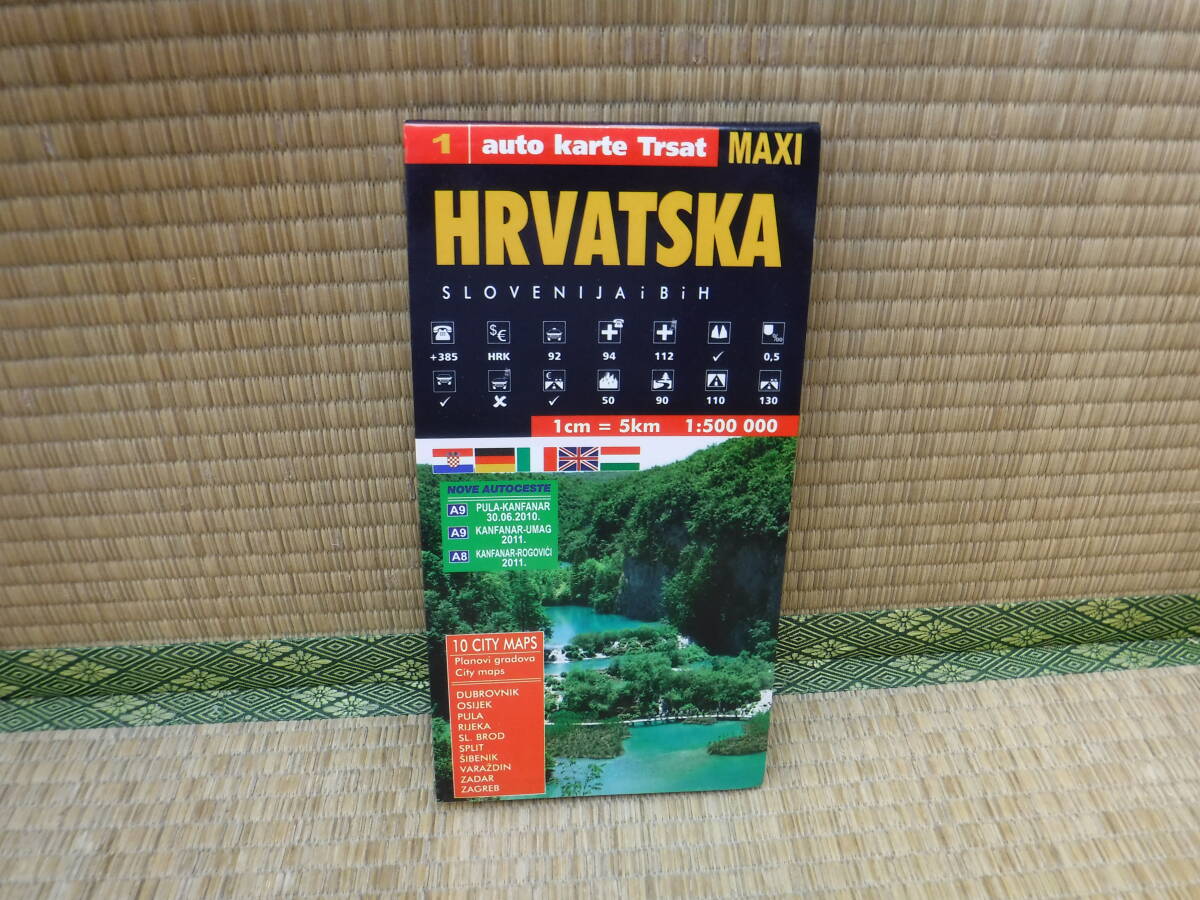 1 auto karte Trsat MAXI
HRVATSKA
SLOVENIJA i BiH
+385 HRK 92 94 112 ✓ 0,5
✓ ✘ ✓ 50 90 110 130
1cm = 5km 1:500 000
NOVE AUTOCESTE
A9 PULA-KANFANAR
30.06.2010.
A9 KANFANAR-UMAG
2011.
A8 KANFANAR-ROGOVIĆI
2011.
10 CITY MAPS
Planovi gradova
City maps
DUBROVNIK
OSIJEK
PULA
RIJEKA
SL. BROD
SPLIT
ŠIBENIK
VARAŽDIN
ZADAR
ZAGREB